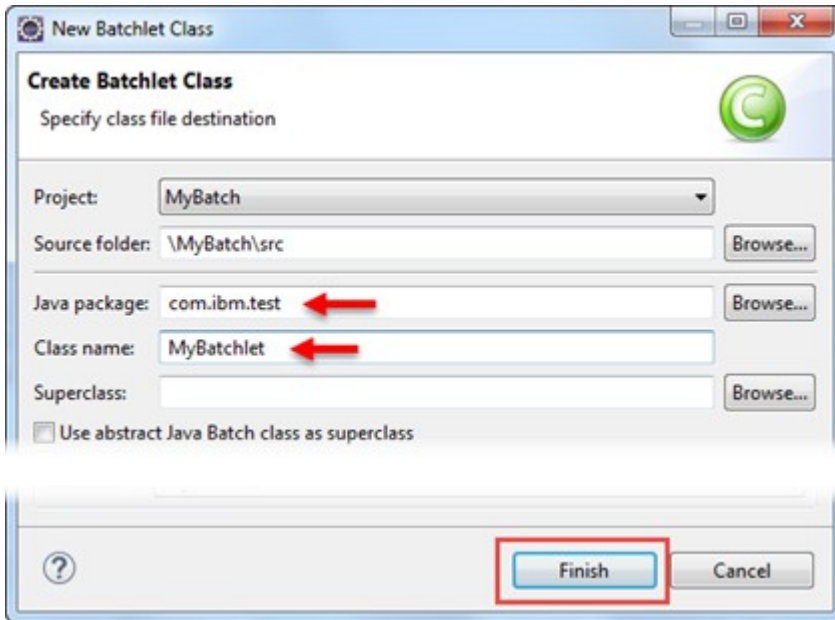 New Batchlet Class
Create Batchlet Class
Specify class file destination
Project: MyBatch
Source folder: \MyBatch\src Browse...
Java package: com.ibm.test Browse...
Class name: MyBatchlet
Superclass: Browse...
Use abstract Java Batch class as superclass
Finish Cancel